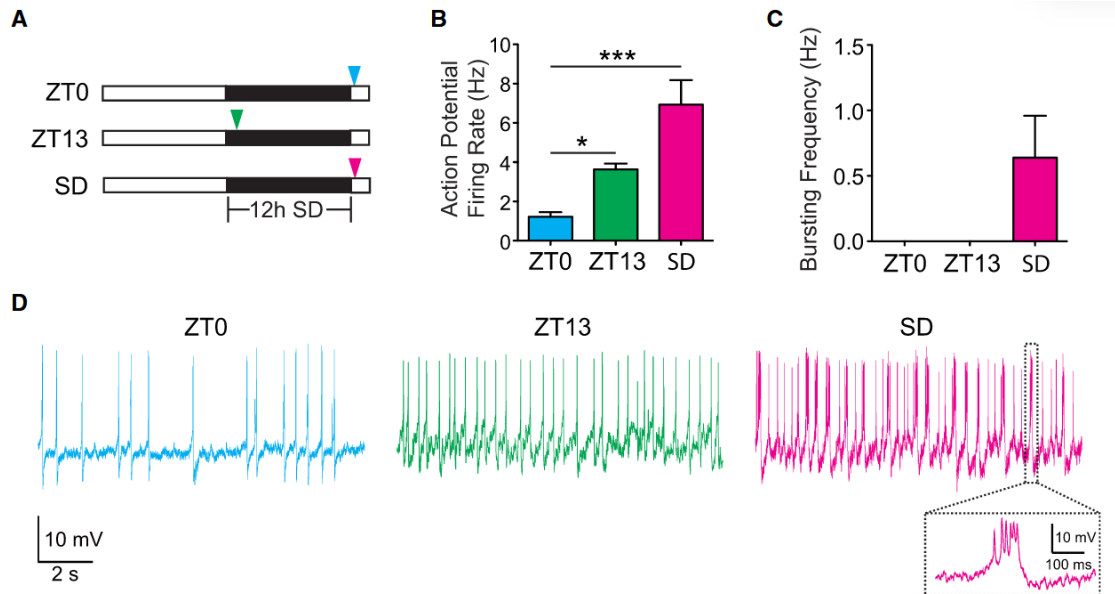 A
ZT0
ZT13
SD
12h SD
B
Action Potential
Firing Rate (Hz)
10
8
6
4
2
0
***
*
ZT0 ZT13 SD
C
Bursting Frequency (Hz)
1.5
1.0
0.5
0.0
ZT0 ZT13 SD
D
ZT0
ZT13
SD
10 mV
2 s
10 mV
100 ms